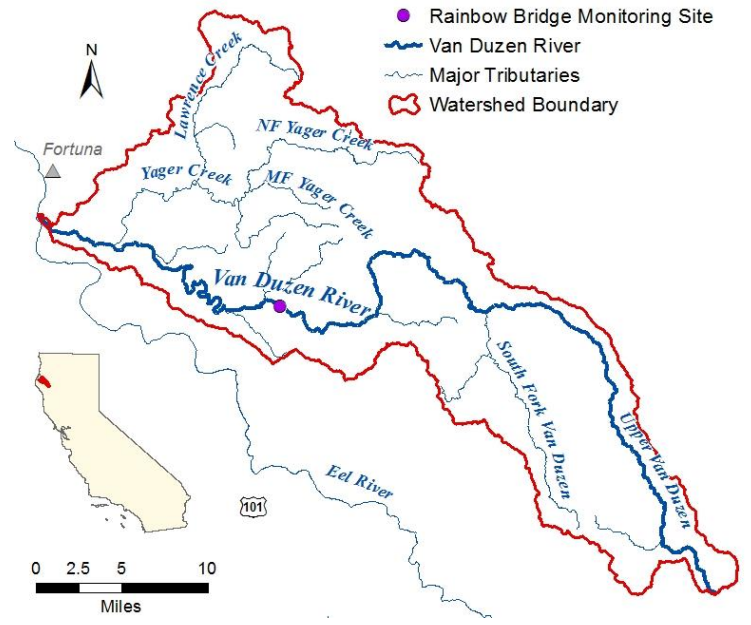 Rainbow Bridge Monitoring Site
Van Duzen River
Major Tributaries
Watershed Boundary
N
Fortuna
Lawrence Creek
NF Yager Creek
Yager Creek
MF Yager Creek
Van Duzen River
South Fork Van Duzen
Upper Van Duzen
Eel River
101
0 2.5 5 10
Miles